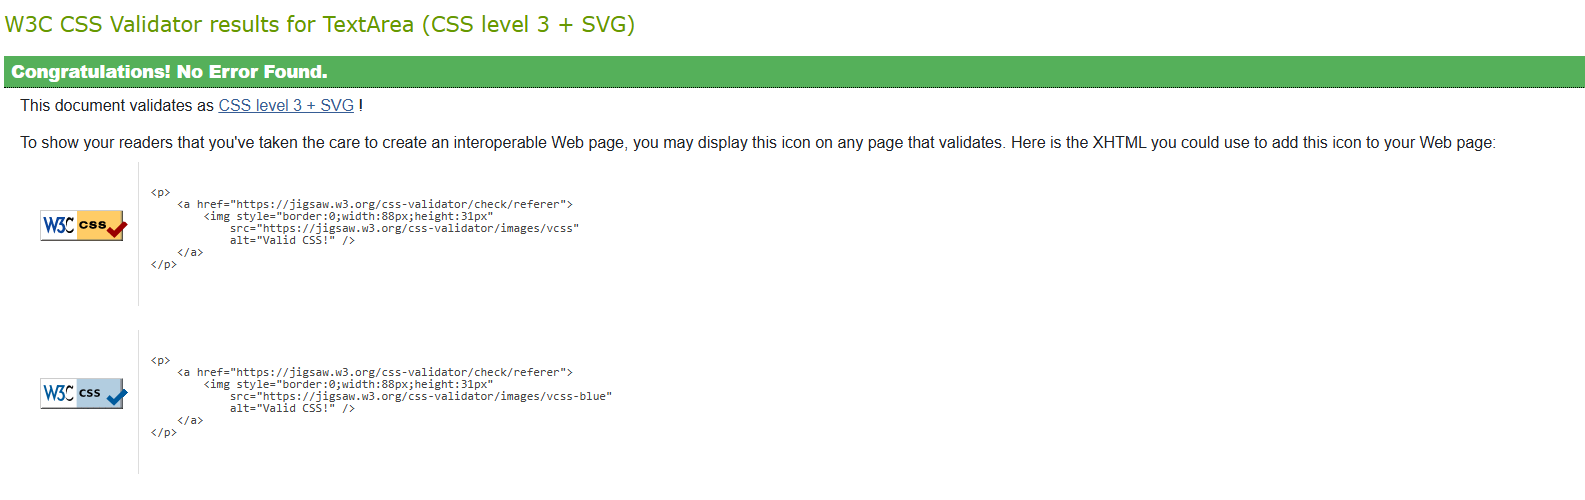 W3C CSS Validator results for TextArea (CSS level 3 + SVG)
Congratulations! No Error Found.
This document validates as CSS level 3 + SVG !
To show your readers that you've taken the care to create an interoperable Web page, you may display this icon on any page that validates. Here is the XHTML you could use to add this icon to your Web page:
W3C css
<p>
    <a href="https://jigsaw.w3.org/css-validator/check/referer">
        <img style="border:0;width:88px;height:31px"
            src="https://jigsaw.w3.org/css-validator/images/vcss"
            alt="Valid CSS!" />
    </a>
</p>
W3C css
<p>
    <a href="https://jigsaw.w3.org/css-validator/check/referer">
        <img style="border:0;width:88px;height:31px"
            src="https://jigsaw.w3.org/css-validator/images/vcss-blue"
            alt="Valid CSS!" />
    </a>
</p>